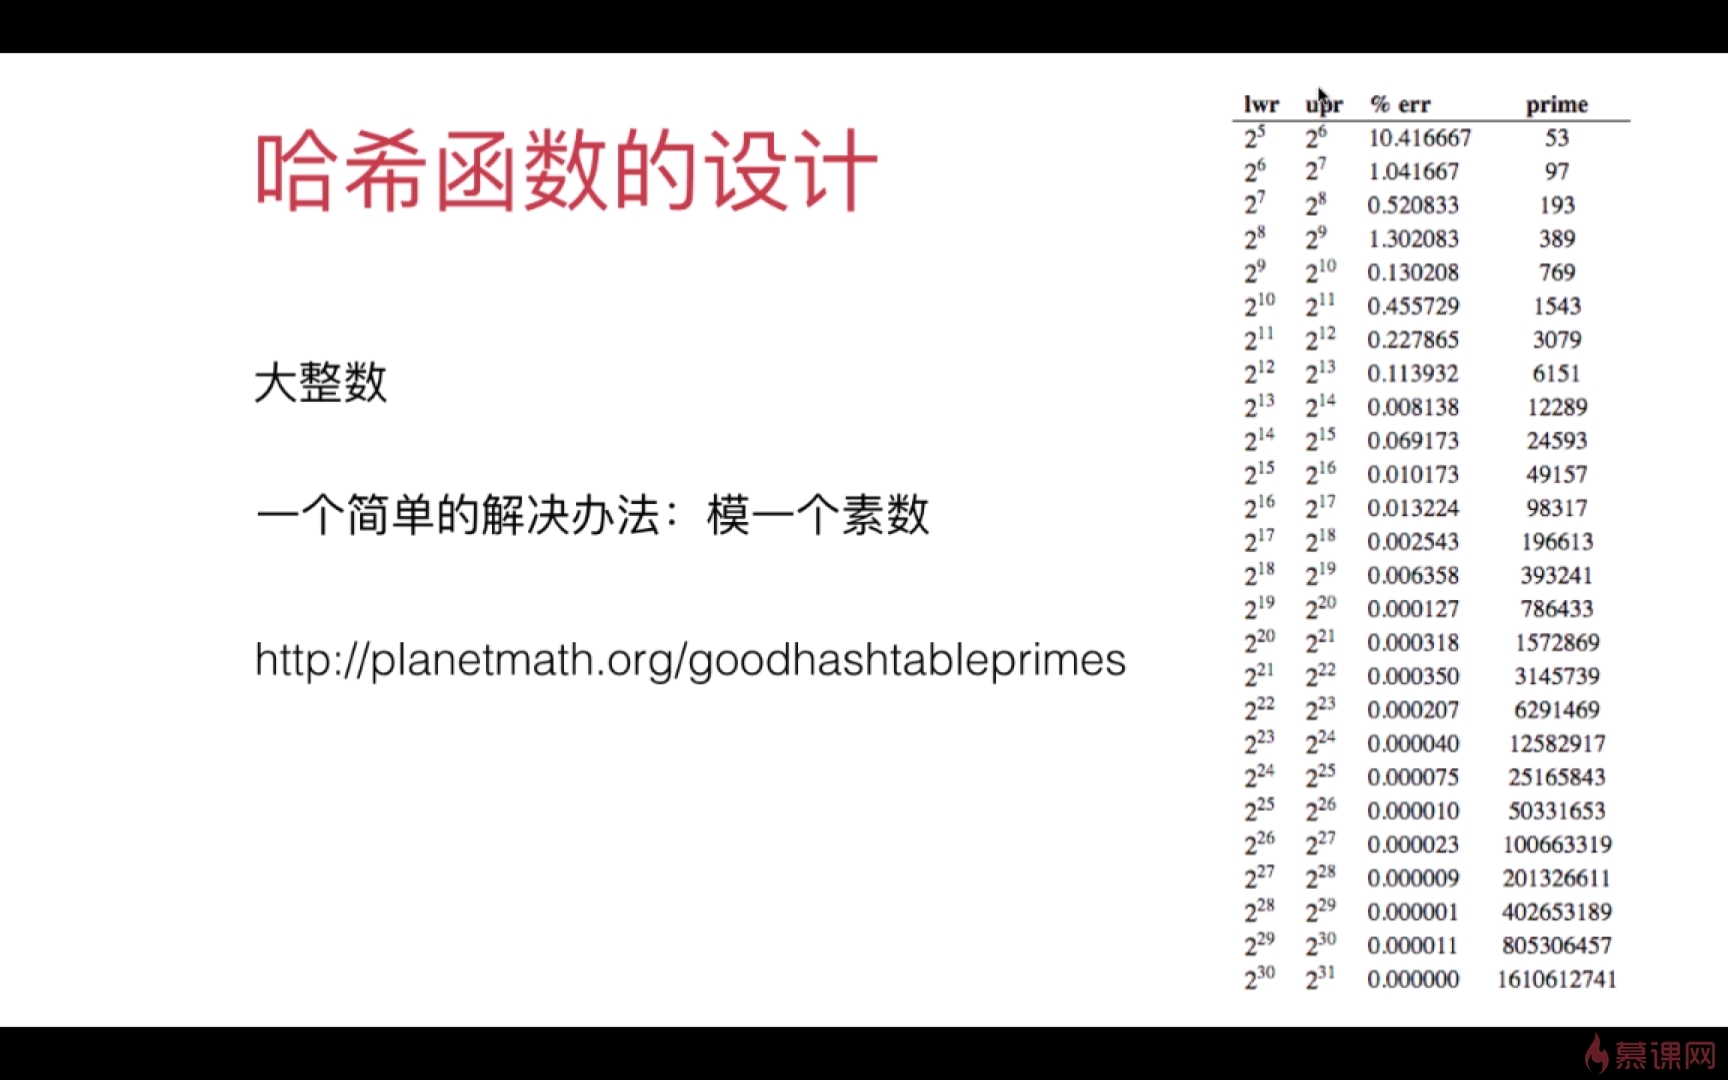 哈希函数的设计
大整数
一个简单的解决办法：模一个素数
http://planetmath.org/goodhashtableprimes
lwr upr % err prime
2^5 2^6 10.416667 53
2^6 2^7 1.041667 97
2^7 2^8 0.520833 193
2^8 2^9 1.302083 389
2^9 2^10 0.130208 769
2^10 2^11 0.455729 1543
2^11 2^12 0.227865 3079
2^12 2^13 0.113932 6151
2^13 2^14 0.008138 12289
2^14 2^15 0.069173 24593
2^15 2^16 0.010173 49157
2^16 2^17 0.013224 98317
2^17 2^18 0.002543 196613
2^18 2^19 0.006358 393241
2^19 2^20 0.000127 786433
2^20 2^21 0.000318 1572869
2^21 2^22 0.000350 3145739
2^22 2^23 0.000207 6291469
2^23 2^24 0.000040 12582917
2^24 2^25 0.000075 25165843
2^25 2^26 0.000010 50331653
2^26 2^27 0.000023 100663319
2^27 2^28 0.000009 201326611
2^28 2^29 0.000001 402653189
2^29 2^30 0.000011 805306457
2^30 2^31 0.000000 1610612741
慕课网